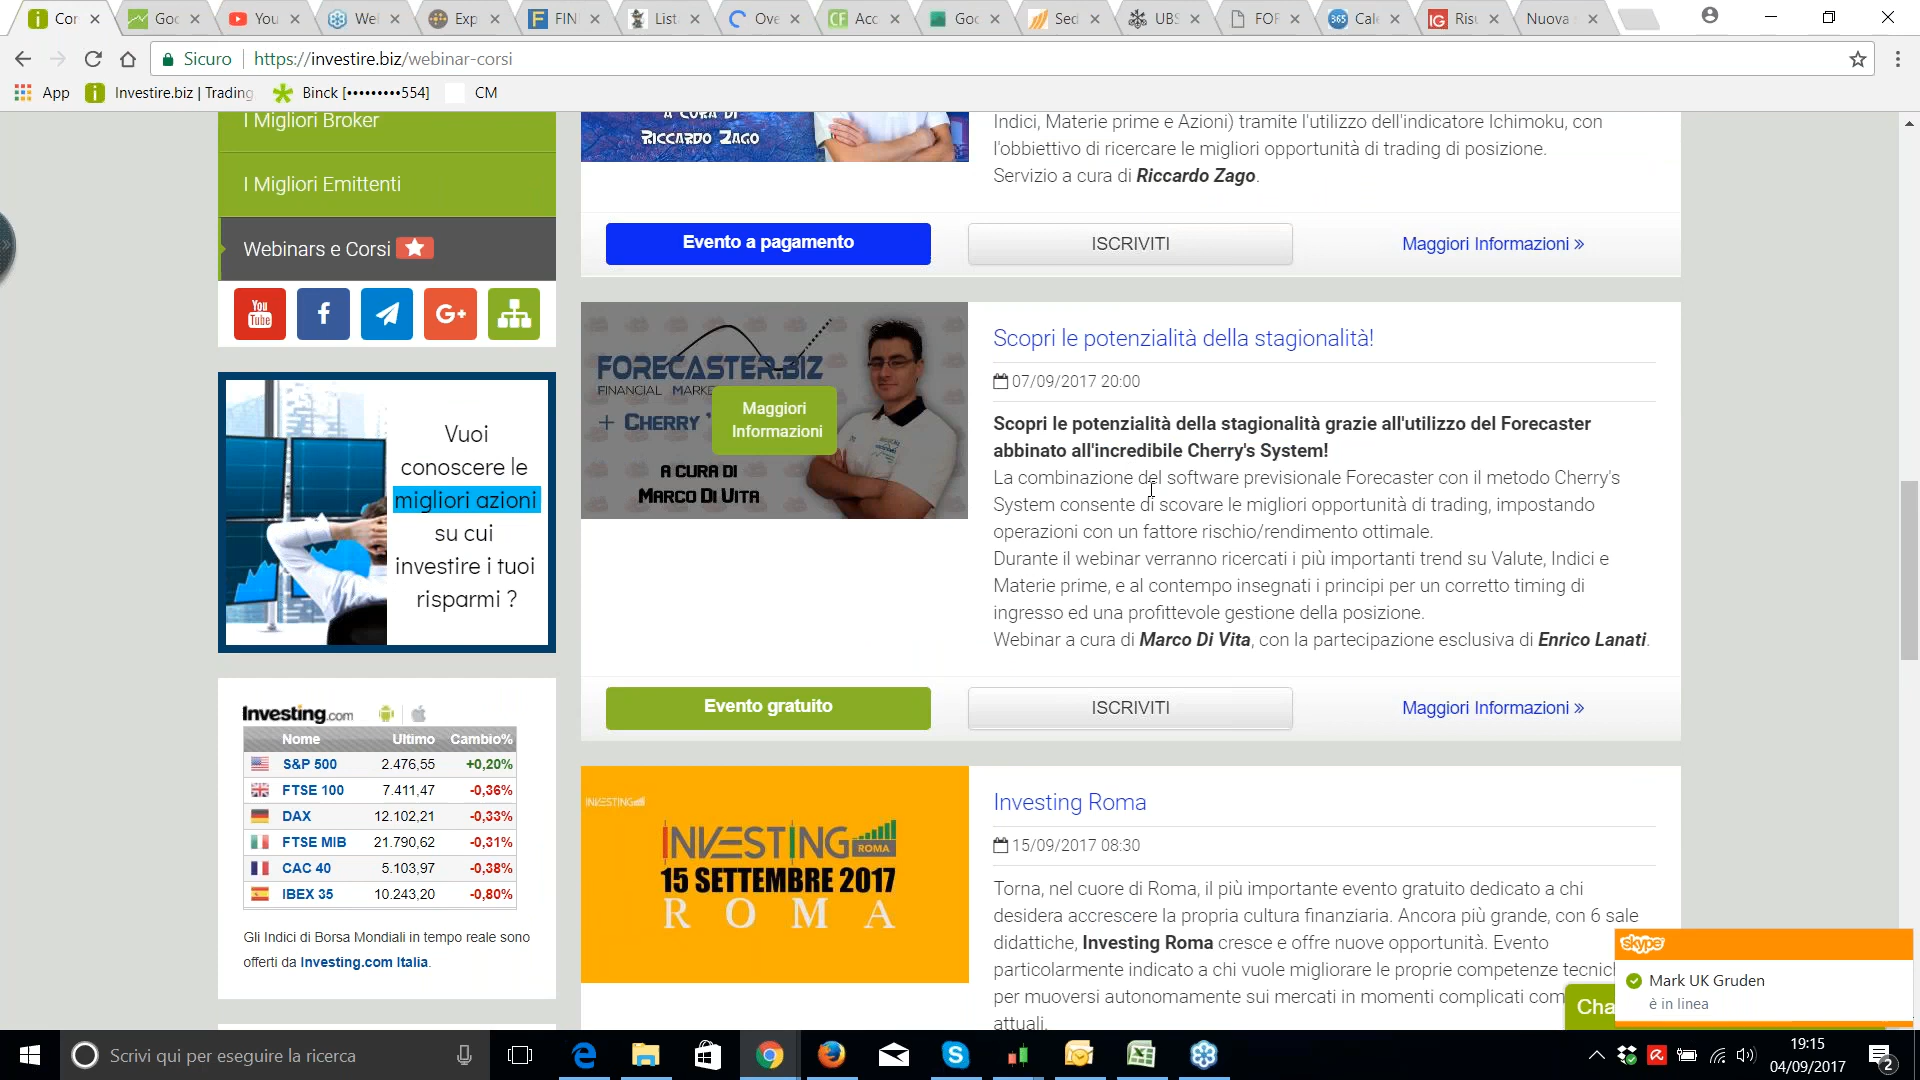 Cor
Goc
You
Wel
Exp
FIN
List
Ove
Acc
Goc
Sed
UBS
FOF
Cal
Risu
Nuova
Sicuro
https://investire.biz/webinar-corsi
App
Investire.biz | Trading
Binck [•••••••••554]
CM
I Migliori Broker
I Migliori Emittenti
Webinars e Corsi
You Tube
f
G+
Vuoi
conoscere le
migliori azioni
su cui
investire i tuoi
risparmi ?
Investing.com
Nome Ultimo Cambio%
S&P 500 2.476,55 +0,20%
FTSE 100 7.411,47 -0,36%
DAX 12.102,21 -0,33%
FTSE MIB 21.790,62 -0,31%
CAC 40 5.103,97 -0,38%
IBEX 35 10.243,20 -0,80%
Gli Indici di Borsa Mondiali in tempo reale sono
offerti da Investing.com Italia.
A CURA DI
RICCARDO ZAGO
Indici, Materie prime e Azioni) tramite l'utilizzo dell'indicatore Ichimoku, con
l'obbiettivo di ricercare le migliori opportunità di trading di posizione.
Servizio a cura di Riccardo Zago.
Evento a pagamento
ISCRIVITI
Maggiori Informazioni »
FORECASTER.BIZ
FINANCIAL MARKE
+ CHERRY'
Maggiori
Informazioni
A CURA DI
MARCO DI VITA
Scopri le potenzialità della stagionalità!
07/09/2017 20:00
Scopri le potenzialità della stagionalità grazie all'utilizzo del Forecaster
abbinato all'incredibile Cherry's System!
La combinazione del software previsionale Forecaster con il metodo Cherry's
System consente di scovare le migliori opportunità di trading, impostando
operazioni con un fattore rischio/rendimento ottimale.
Durante il webinar verranno ricercati i più importanti trend su Valute, Indici e
Materie prime, e al contempo insegnati i principi per un corretto timing di
ingresso ed una profittevole gestione della posizione.
Webinar a cura di Marco Di Vita, con la partecipazione esclusiva di Enrico Lanati.
Evento gratuito
ISCRIVITI
Maggiori Informazioni »
INVESTING
INVESTING ROMA
15 SETTEMBRE 2017
ROMA
Investing Roma
15/09/2017 08:30
Torna, nel cuore di Roma, il più importante evento gratuito dedicato a chi
desidera accrescere la propria cultura finanziaria. Ancora più grande, con 6 sale
didattiche, Investing Roma cresce e offre nuove opportunità. Evento
particolarmente indicato a chi vuole migliorare le proprie competenze tecnic
per muoversi autonomamente sui mercati in momenti complicati com
attuali.
Cha
skype
Mark UK Gruden
è in linea
Scrivi qui per eseguire la ricerca
19:15
04/09/2017
2